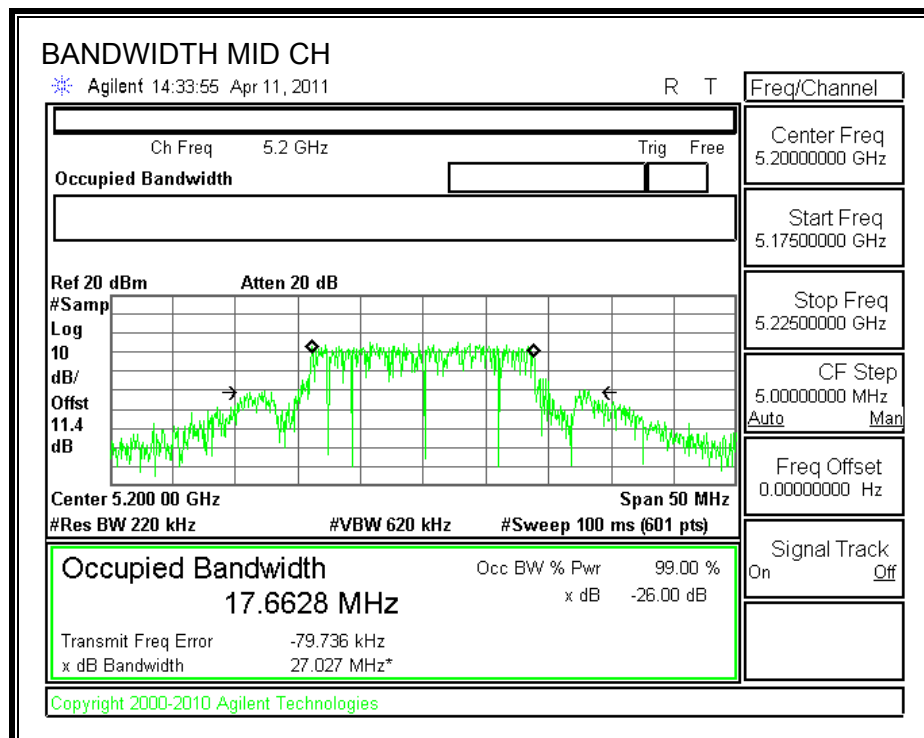 BANDWIDTH MID CH
Agilent 14:33:55 Apr 11, 2011 R T
Freq/Channel
Ch Freq 5.2 GHz Trig Free
Occupied Bandwidth
Center Freq
5.20000000 GHz
Start Freq
5.17500000 GHz
Stop Freq
5.22500000 GHz
CF Step
5.00000000 MHz
Auto Man
Freq Offset
0.00000000 Hz
Signal Track
On Off
Ref 20 dBm Atten 20 dB
#Samp
Log
10
dB/
Offst
11.4
dB
Center 5.200 00 GHz Span 50 MHz
#Res BW 220 kHz #VBW 620 kHz #Sweep 100 ms (601 pts)
Occupied Bandwidth Occ BW % Pwr 99.00 %
17.6628 MHz x dB -26.00 dB
Transmit Freq Error -79.736 kHz
x dB Bandwidth 27.027 MHz*
Copyright 2000-2010 Agilent Technologies